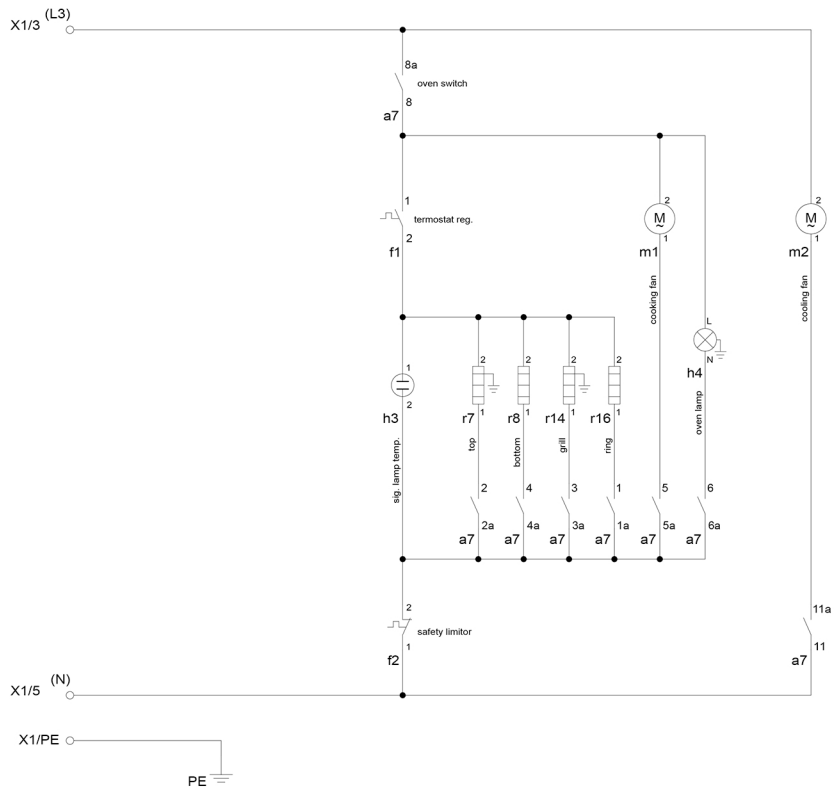 X1/3 (L3)
8a
oven switch
8
a7
1
termostat reg.
2
f1
2
M
~
1
m1
cooking fan
2
M
~
1
m2
cooling fan
L
N
h4
oven lamp
1
2
h3
sig. lamp temp.
2
1
r7
top
2
1
r8
bottom
2
1
r14
grill
2
1
r16
ring
2
2a
a7
4
4a
a7
3
3a
a7
1
1a
a7
5
5a
a7
6
6a
a7
2
safety limitor
1
f2
11a
11
a7
X1/5 (N)
X1/PE
PE